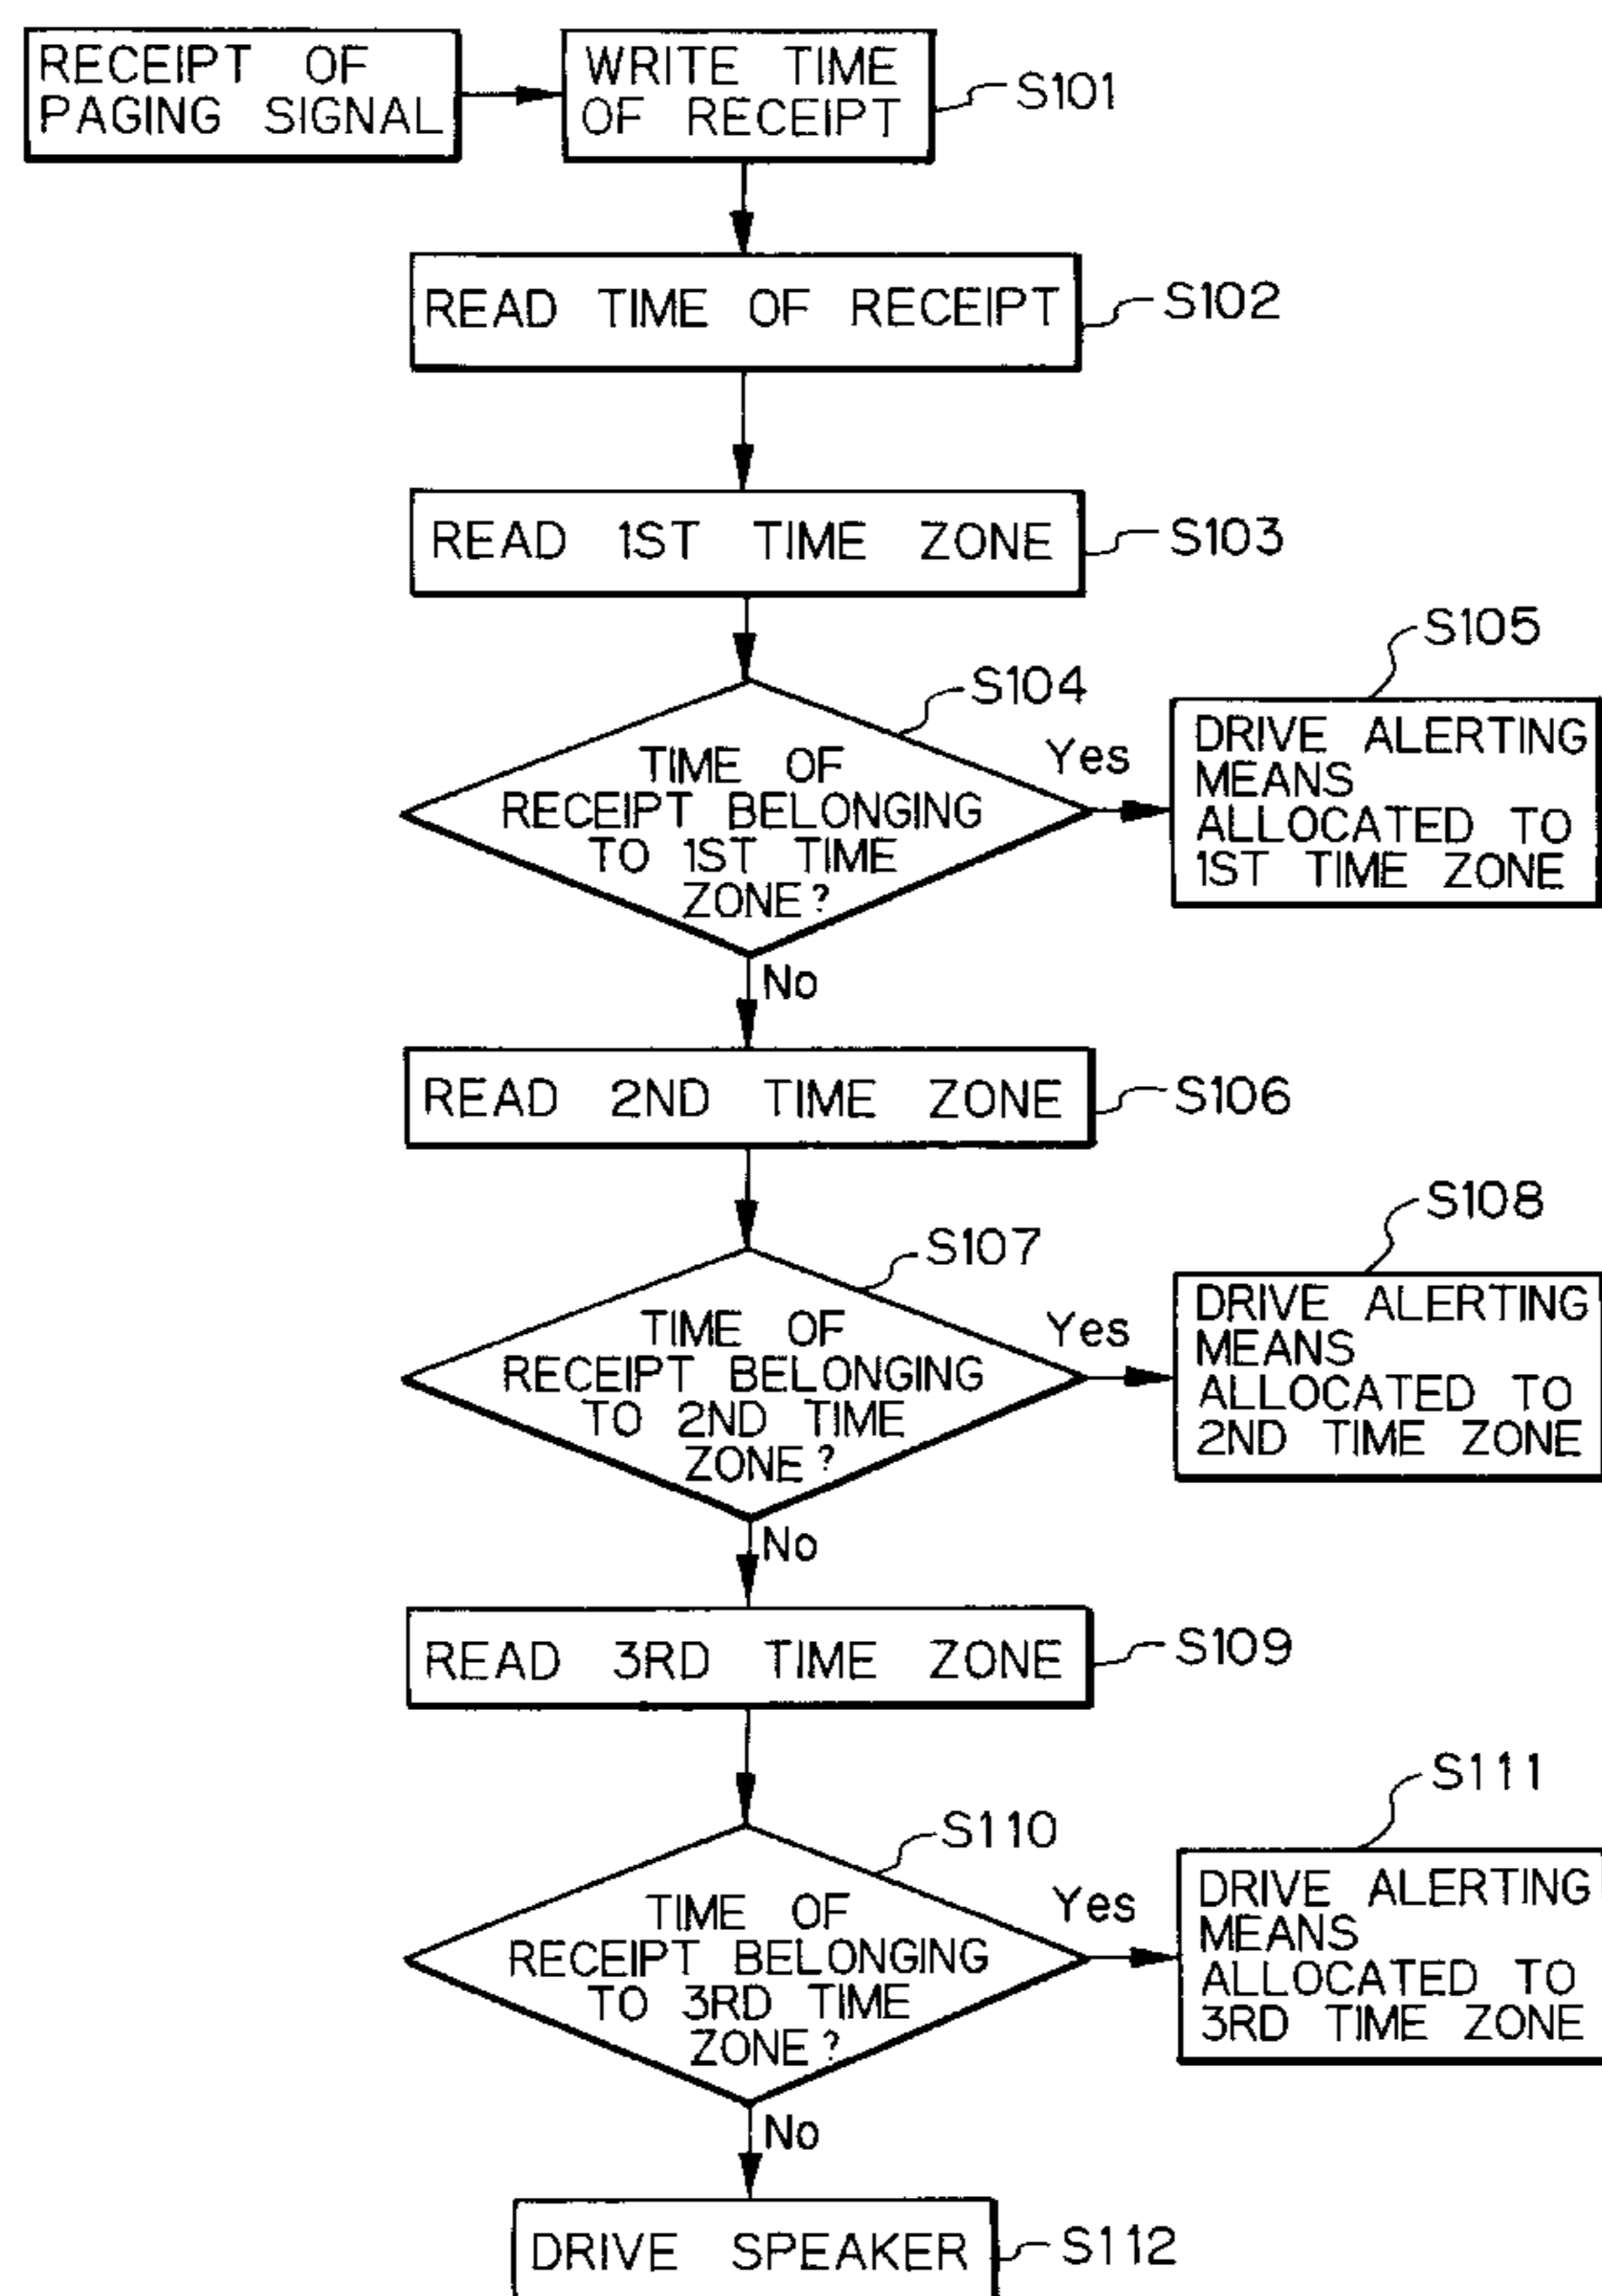 RECEIPT OF
PAGING SIGNAL
WRITE TIME
OF RECEIPT
S101
READ TIME OF RECEIPT
S102
READ 1ST TIME ZONE
S103
S104
TIME OF
RECEIPT BELONGING
TO 1ST TIME
ZONE?
Yes
S105
DRIVE ALERTING
MEANS
ALLOCATED TO
1ST TIME ZONE
No
READ 2ND TIME ZONE
S106
S107
TIME OF
RECEIPT BELONGING
TO 2ND TIME
ZONE?
Yes
S108
DRIVE ALERTING
MEANS
ALLOCATED TO
2ND TIME ZONE
No
READ 3RD TIME ZONE
S109
S110
TIME OF
RECEIPT BELONGING
TO 3RD TIME
ZONE?
Yes
S111
DRIVE ALERTING
MEANS
ALLOCATED TO
3RD TIME ZONE
No
DRIVE SPEAKER
S112